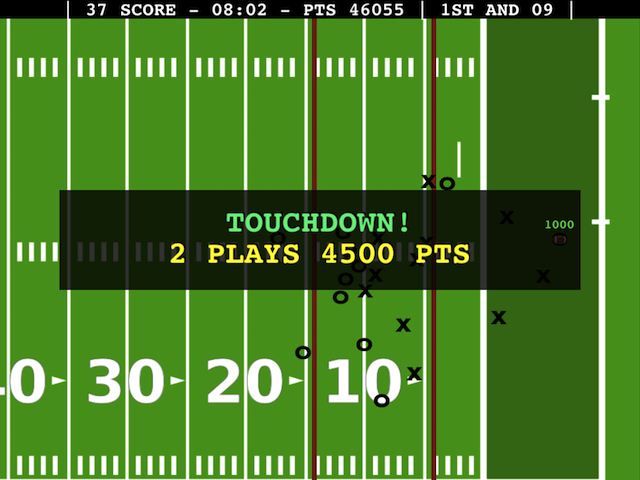 | 37 SCORE - 08:02 - PTS 46055 | 1ST AND 09 |
TOUCHDOWN!
1000
2 PLAYS 4500 PTS
40 30 20 10